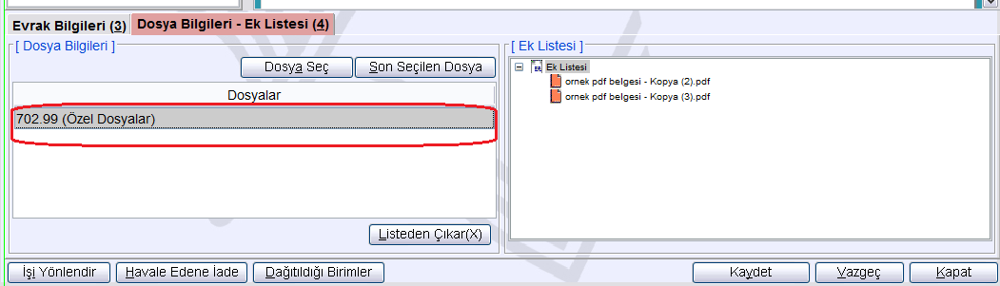 Evrak Bilgileri (3)
Dosya Bilgileri - Ek Listesi (4)
[ Dosya Bilgileri ]
Dosya Seç
Son Seçilen Dosya
Dosyalar
702.99 (Özel Dosyalar)
Listeden Çıkar(X)
[ Ek Listesi ]
Ek Listesi
ornek pdf belgesi - Kopya (2).pdf
ornek pdf belgesi - Kopya (3).pdf
İşi Yönlendir
Havale Edene İade
Dağıtıldığı Birimler
Kaydet
Vazgeç
Kapat